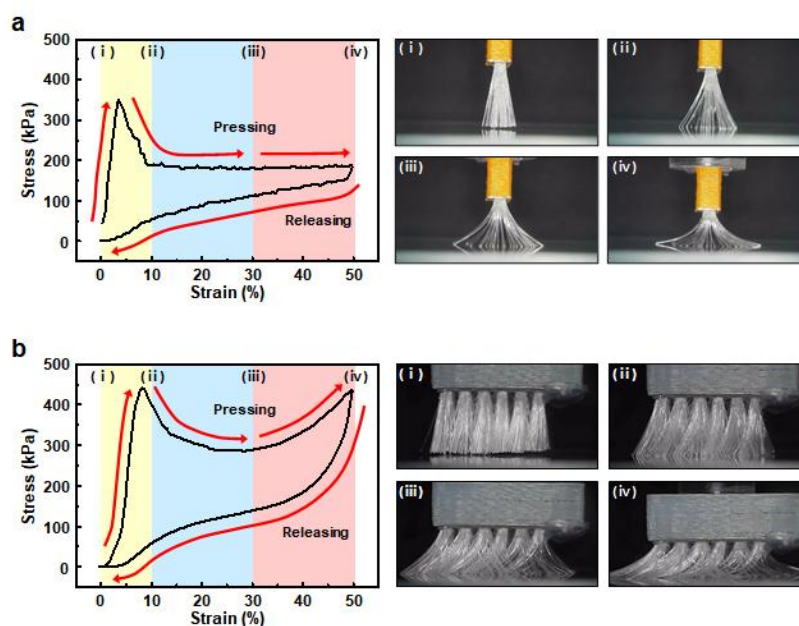 a
500
400
300
200
100
0
Stress (kPa)
(i)
(ii)
(iii)
(iv)
Pressing
Releasing
0
10
20
30
40
50
Strain (%)
(i)
(ii)
(iii)
(iv)
b
500
400
300
200
100
0
Stress (kPa)
(i)
(ii)
(iii)
(iv)
Pressing
Releasing
0
10
20
30
40
50
Strain (%)
(i)
(ii)
(iii)
(iv)